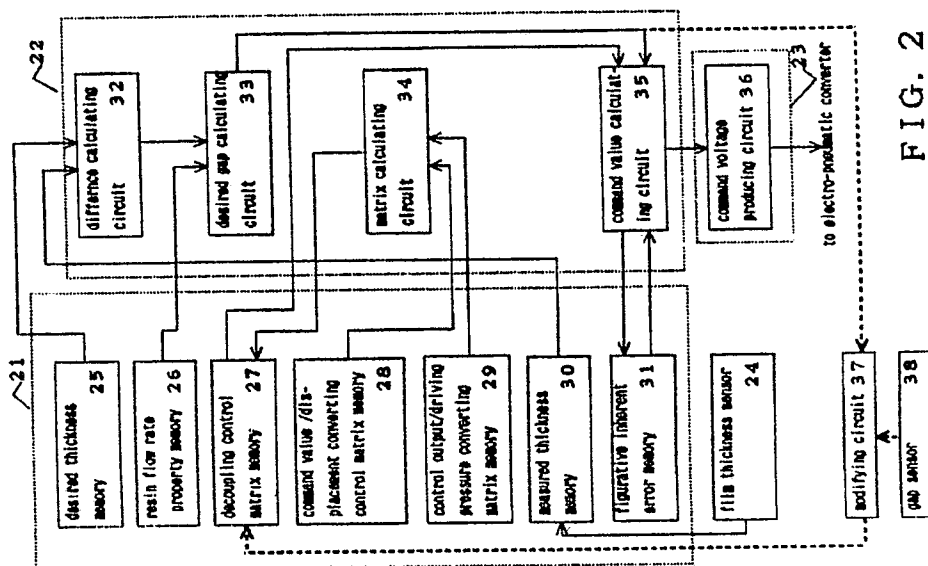 21
desired thickness
memory 25
resin flow rate
property memory 26
decoupling control
matrix memory 27
command value /dis-
placement converting
control matrix memory 28
control output/driving
pressure converting
matrix memory 29
measured thickness
memory 30
figurative inherent
error memory 31
film thickness sensor
24
modifying circuit 37
gap sensor 38
22
difference calculating
circuit 32
desired gap calculating
circuit 33
matrix calculating
circuit 34
command value calculat-
ing circuit 35
command voltage
producing circuit 36
23
to electro-pneumatic converter
FIG. 2